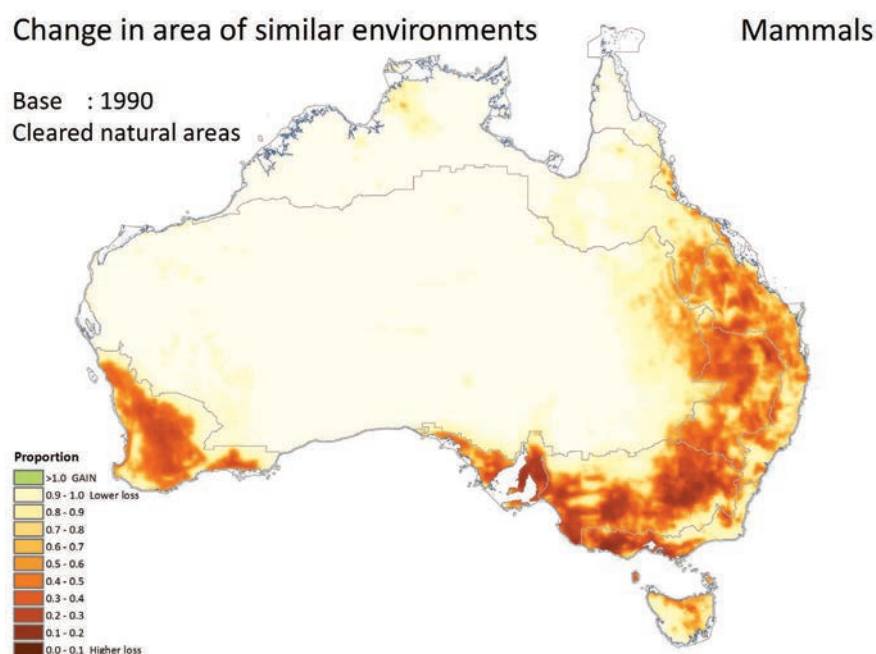 Change in area of similar environments
Mammals
Base : 1990
Cleared natural areas
Proportion
>1.0 GAIN
0.9 - 1.0 Lower loss
0.8 - 0.9
0.7 - 0.8
0.6 - 0.7
0.5 - 0.6
0.4 - 0.5
0.3 - 0.4
0.2 - 0.3
0.1 - 0.2
0.0 - 0.1 Higher loss